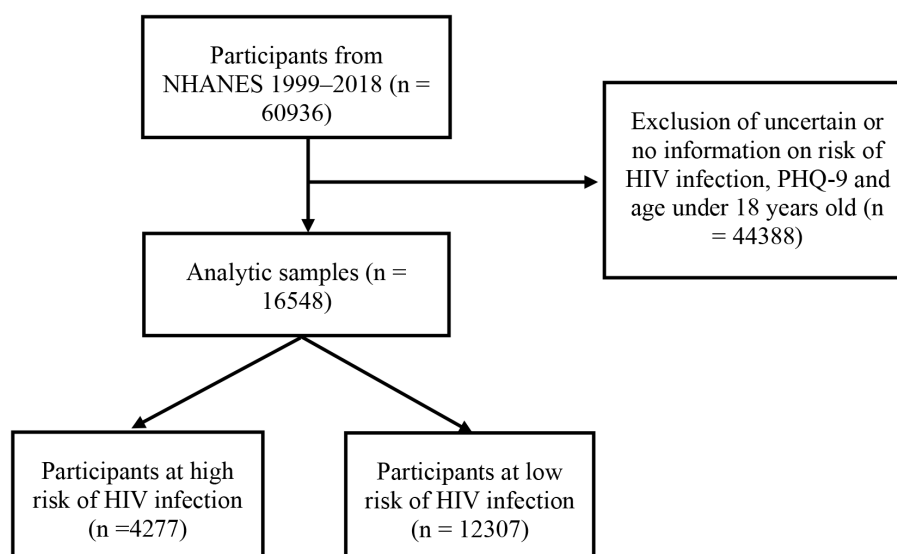 Participants from
NHANES 1999–2018 (n =
60936)
Exclusion of uncertain or
no information on risk of
HIV infection, PHQ-9 and
age under 18 years old (n
= 44388)
Analytic samples (n =
16548)
Participants at high
risk of HIV infection
(n =4277)
Participants at low
risk of HIV infection
(n = 12307)